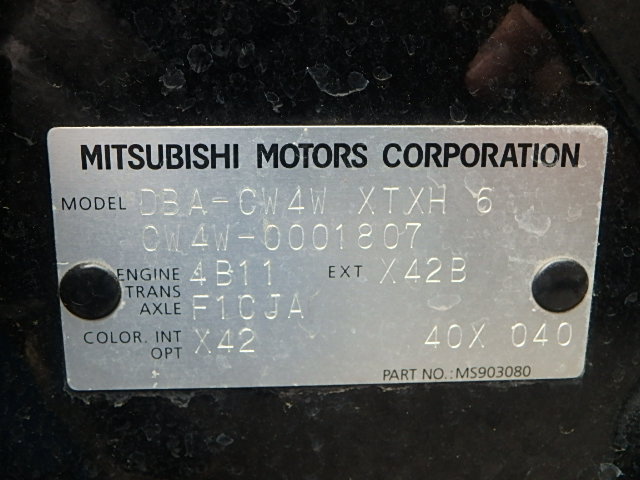 MITSUBISHI MOTORS CORPORATION
MODEL DBA-CW4W XTXH 6
CW4W-0001807
ENGINE 4B11 EXT X42B
TRANS
AXLE F1CJA
COLOR. INT X42 40X 040
OPT
PART NO.: MS903080